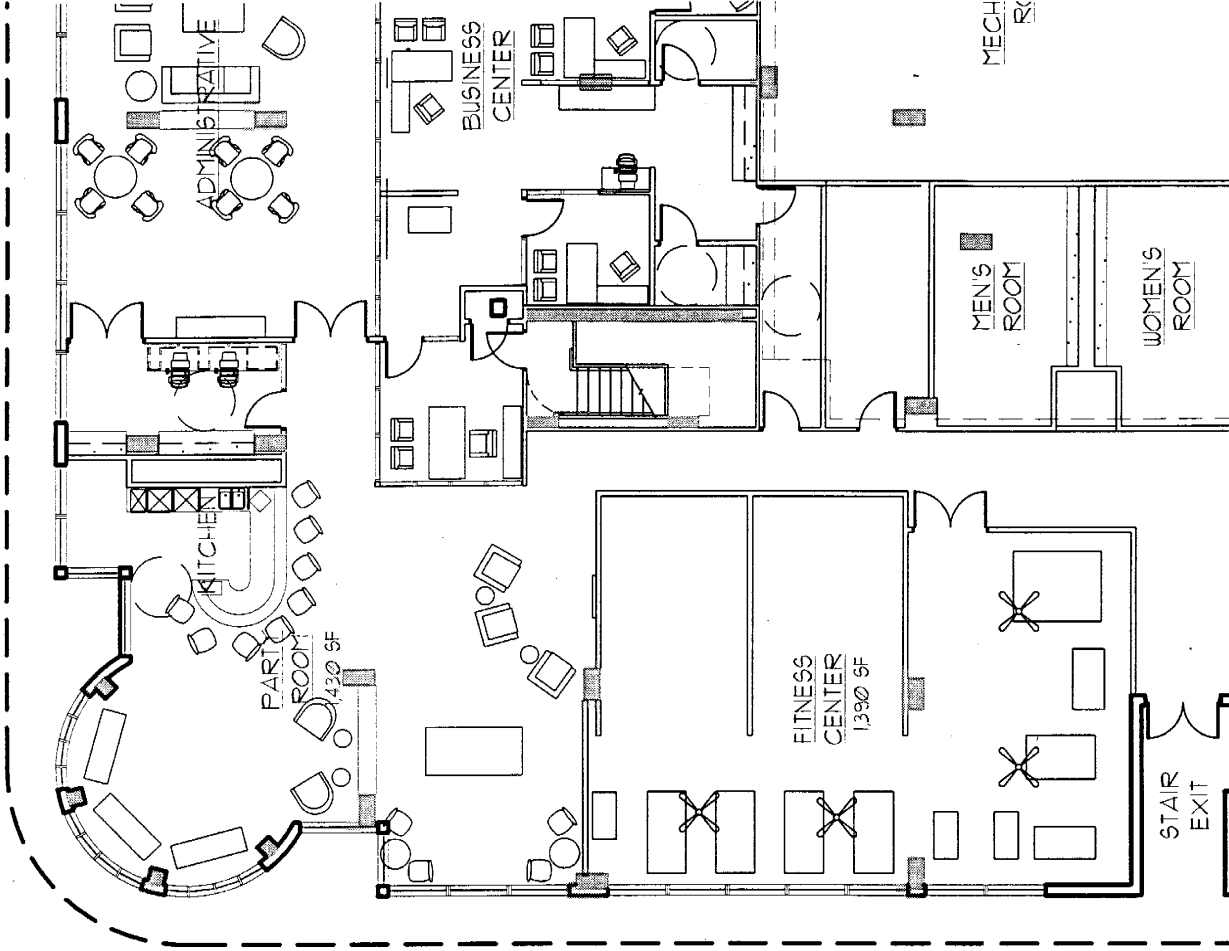 ADMINISTRATIVE
BUSINESS
CENTER
MECH
MEN'S
ROOM
WOMEN'S
ROOM
KITCHEN
PART
ROOM
1,430 SF
FITNESS
CENTER
1,390 SF
STAIR
EXIT